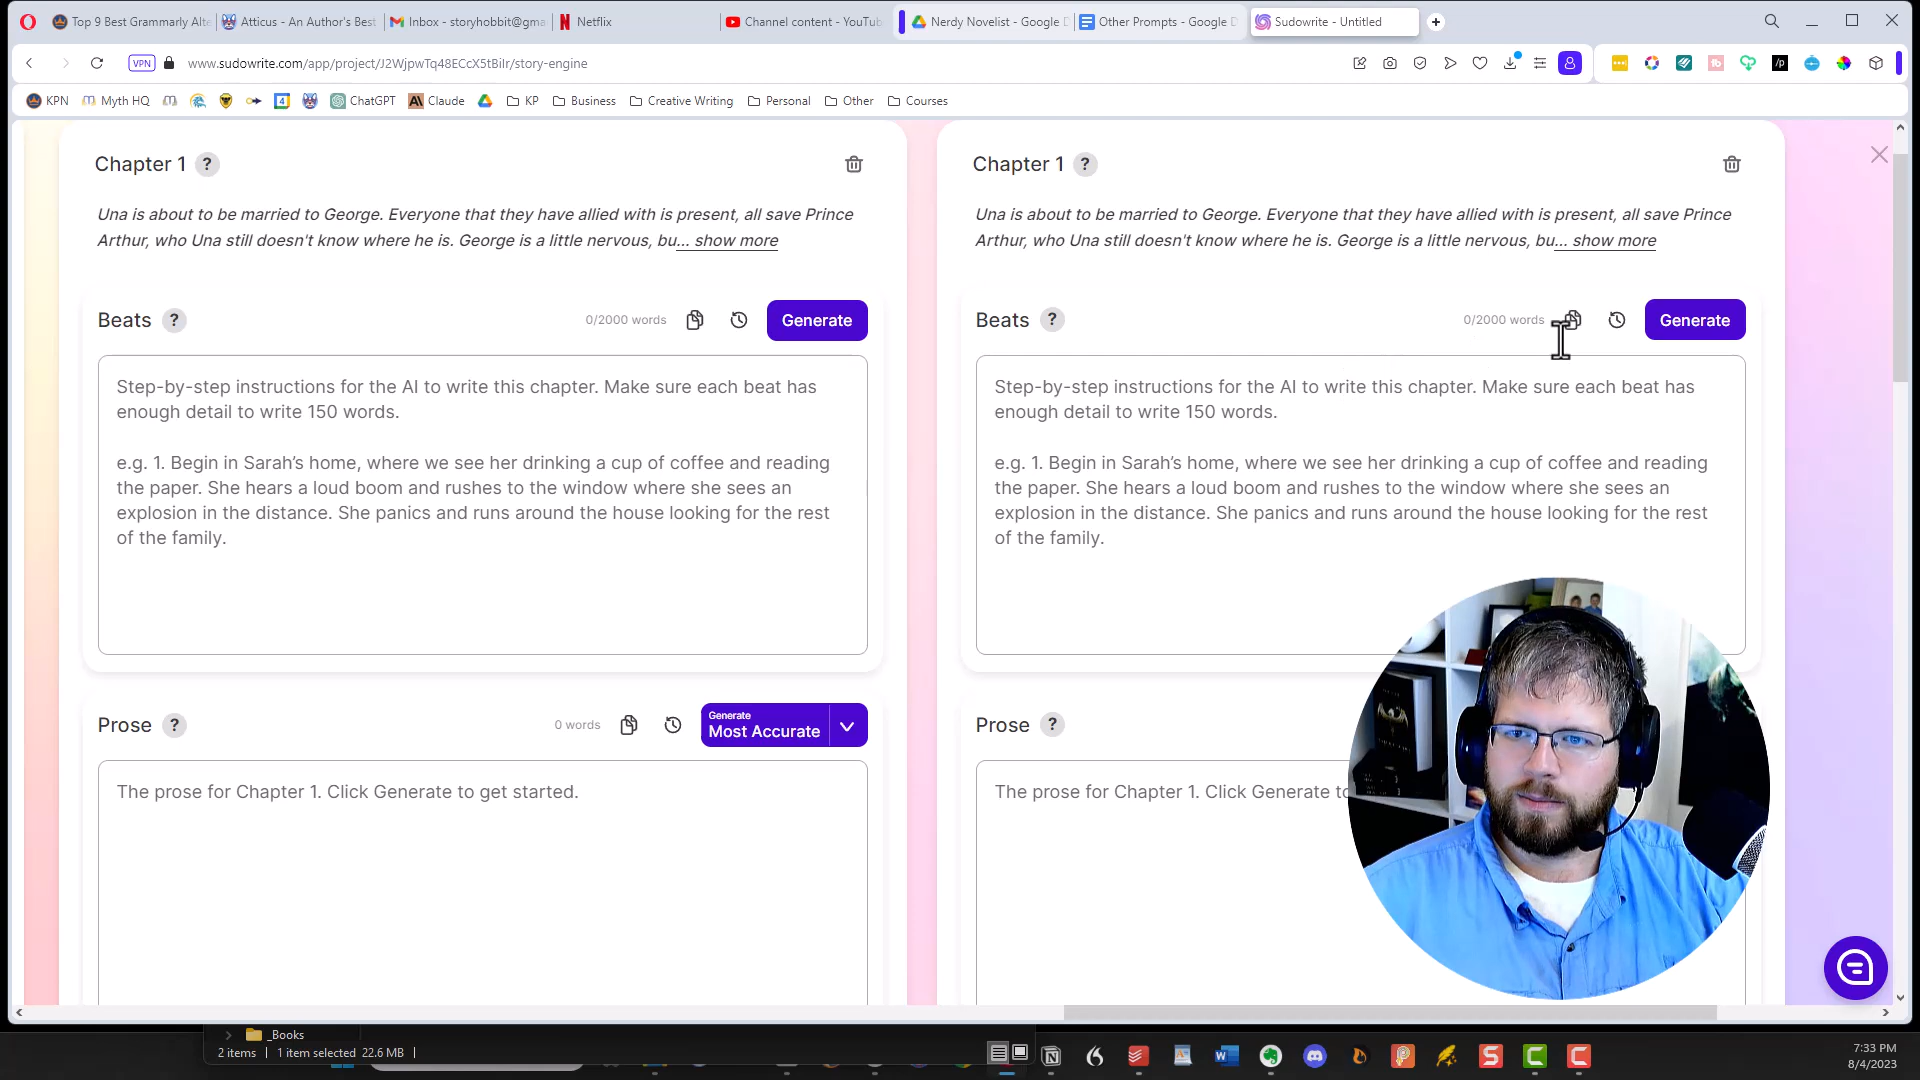 Top 9 Best Grammarly Alte
Atticus - An Author's Best
Inbox - storyhobbit@gma
Netflix
Channel content - YouTub
Nerdy Novelist - Google D
Other Prompts - Google D
Sudowrite - Untitled
VPN
www.sudowrite.com/app/project/J2WjpwTq48ECcX5tBiIr/story-engine
KPN
Myth HQ
ChatGPT
Claude
KP
Business
Creative Writing
Personal
Other
Courses
Chapter 1 ?
Una is about to be married to George. Everyone that they have allied with is present, all save Prince
Arthur, who Una still doesn't know where he is. George is a little nervous, bu... show more
Beats ?
0/2000 words
Generate
Step-by-step instructions for the AI to write this chapter. Make sure each beat has
enough detail to write 150 words.
e.g. 1. Begin in Sarah's home, where we see her drinking a cup of coffee and reading
the paper. She hears a loud boom and rushes to the window where she sees an
explosion in the distance. She panics and runs around the house looking for the rest
of the family.
Prose ?
0 words
Generate
Most Accurate
The prose for Chapter 1. Click Generate to get started.
Chapter 1 ?
Una is about to be married to George. Everyone that they have allied with is present, all save Prince
Arthur, who Una still doesn't know where he is. George is a little nervous, bu... show more
Beats ?
0/2000 words
Generate
Step-by-step instructions for the AI to write this chapter. Make sure each beat has
enough detail to write 150 words.
e.g. 1. Begin in Sarah's home, where we see her drinking a cup of coffee and reading
the paper. She hears a loud boom and rushes to the window where she sees an
explosion in the distance. She panics and runs around the house looking for the rest
of the family.
Prose ?
The prose for Chapter 1. Click Generate to
_Books
2 items
1 item selected 22.6 MB
7:33 PM
8/4/2023